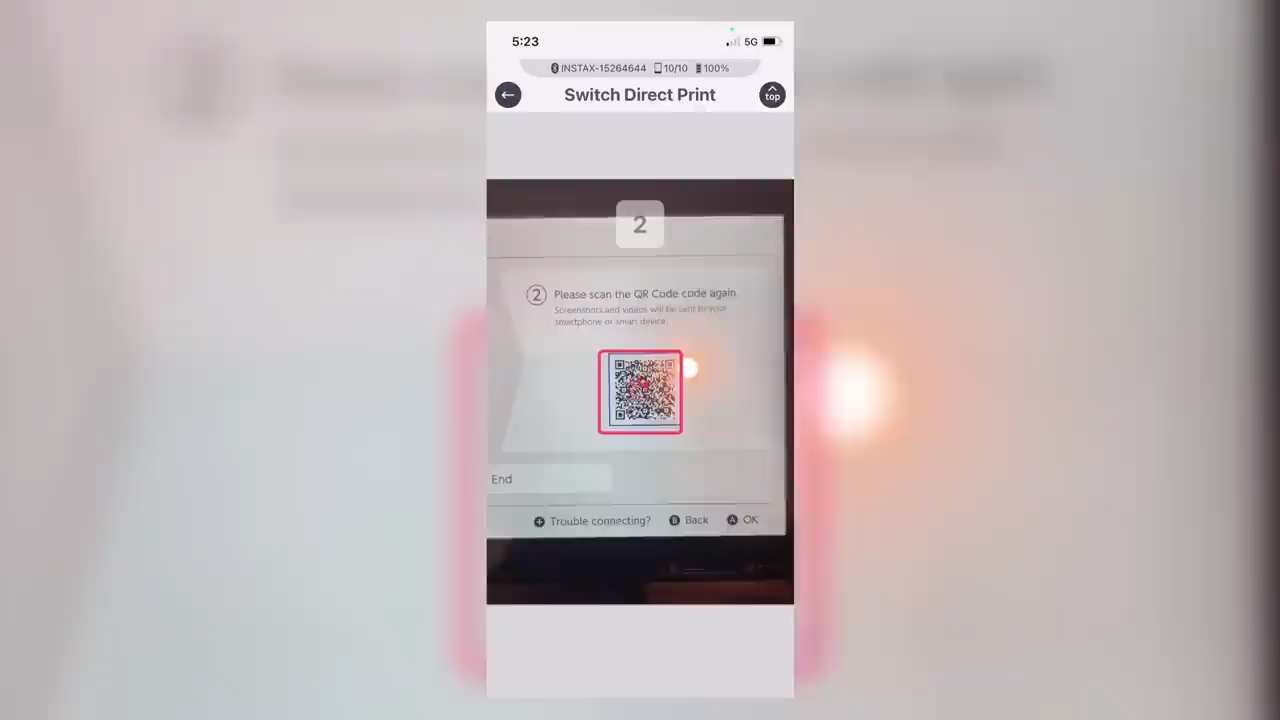 5:23
5G
INSTAX-15264644 10/10 100%
Switch Direct Print
top
2
2 Please scan the QR Code code again.
Screenshots and videos will be sent to your
smartphone or smart device.
End
+ Trouble connecting? B Back A OK